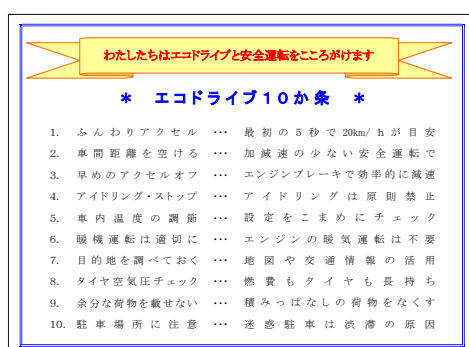 わたしたちはエコドライブと安全運転をこころがけます
＊　エコドライブ１０か条　＊
1. ふんわりアクセル … 最初の５秒で20km/hが目安
2. 車間距離を空ける … 加減速の少ない安全運転で
3. 早めのアクセルオフ … エンジンブレーキで効率的に減速
4. アイドリング・ストップ … アイドリングは原則禁止
5. 車内温度の調節 … 設定をこまめにチェック
6. 暖機運転は適切に … エンジンの暖気運転は不要
7. 目的地を調べておく … 地図や交通情報の活用
8. タイヤ空気圧チェック … 燃費もタイヤも長持ち
9. 余分な荷物を載せない … 積みっぱなしの荷物をなくす
10. 駐車場所に注意 … 迷惑駐車は渋滞の原因